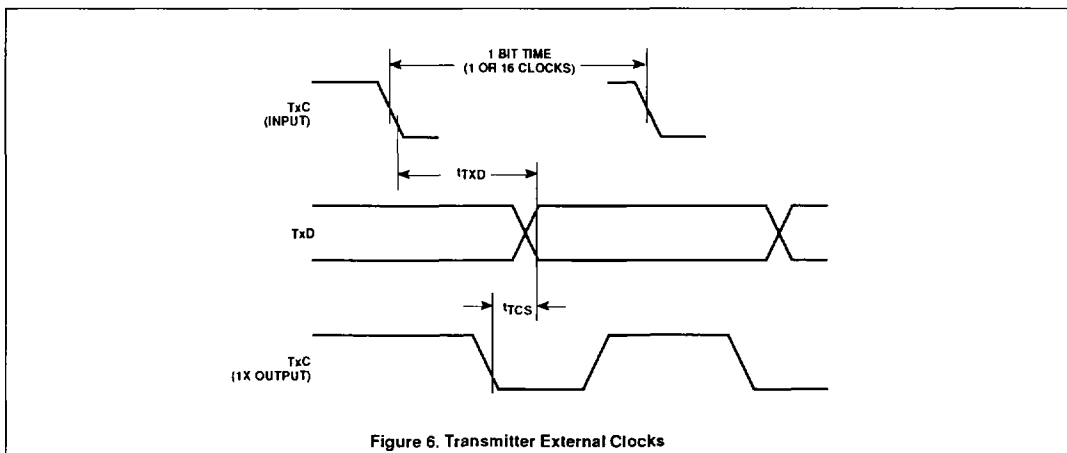 1 BIT TIME
(1 OR 16 CLOCKS)
TxC
(INPUT)
tTXD
TxD
tTCS
TxC
(1X OUTPUT)
Figure 6. Transmitter External Clocks